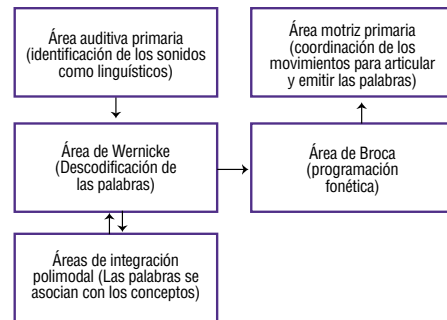 Área auditiva primaria
(identificación de los sonidos
como linguísticos)
Área motriz primaria
(coordinación de los
movimientos para articular
y emitir las palabras)
Área de Wernicke
(Descodificación de
las palabras)
Área de Broca
(programación
fonética)
Áreas de integración
polimodal (Las palabras se
asocian con los conceptos)